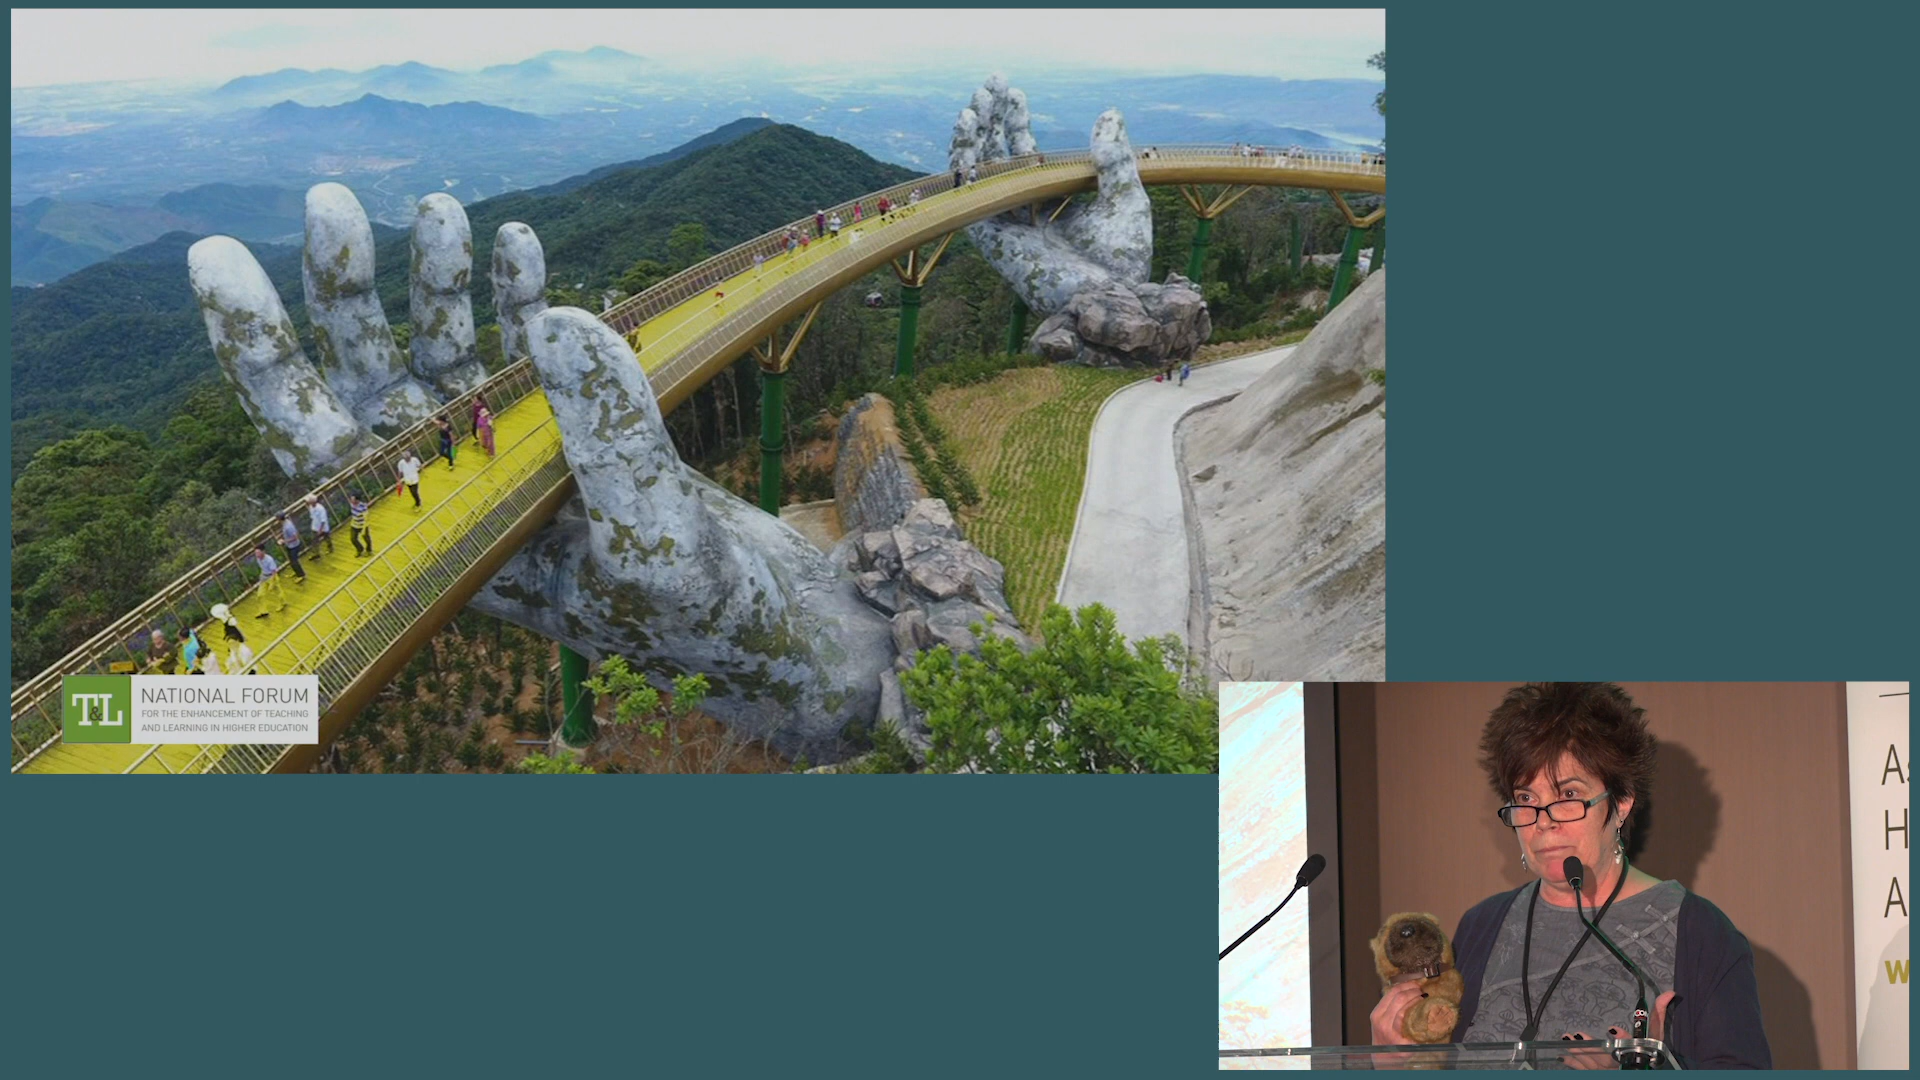 T&L
NATIONAL FORUM
FOR THE ENHANCEMENT OF TEACHING
AND LEARNING IN HIGHER EDUCATION
A
H
A
w